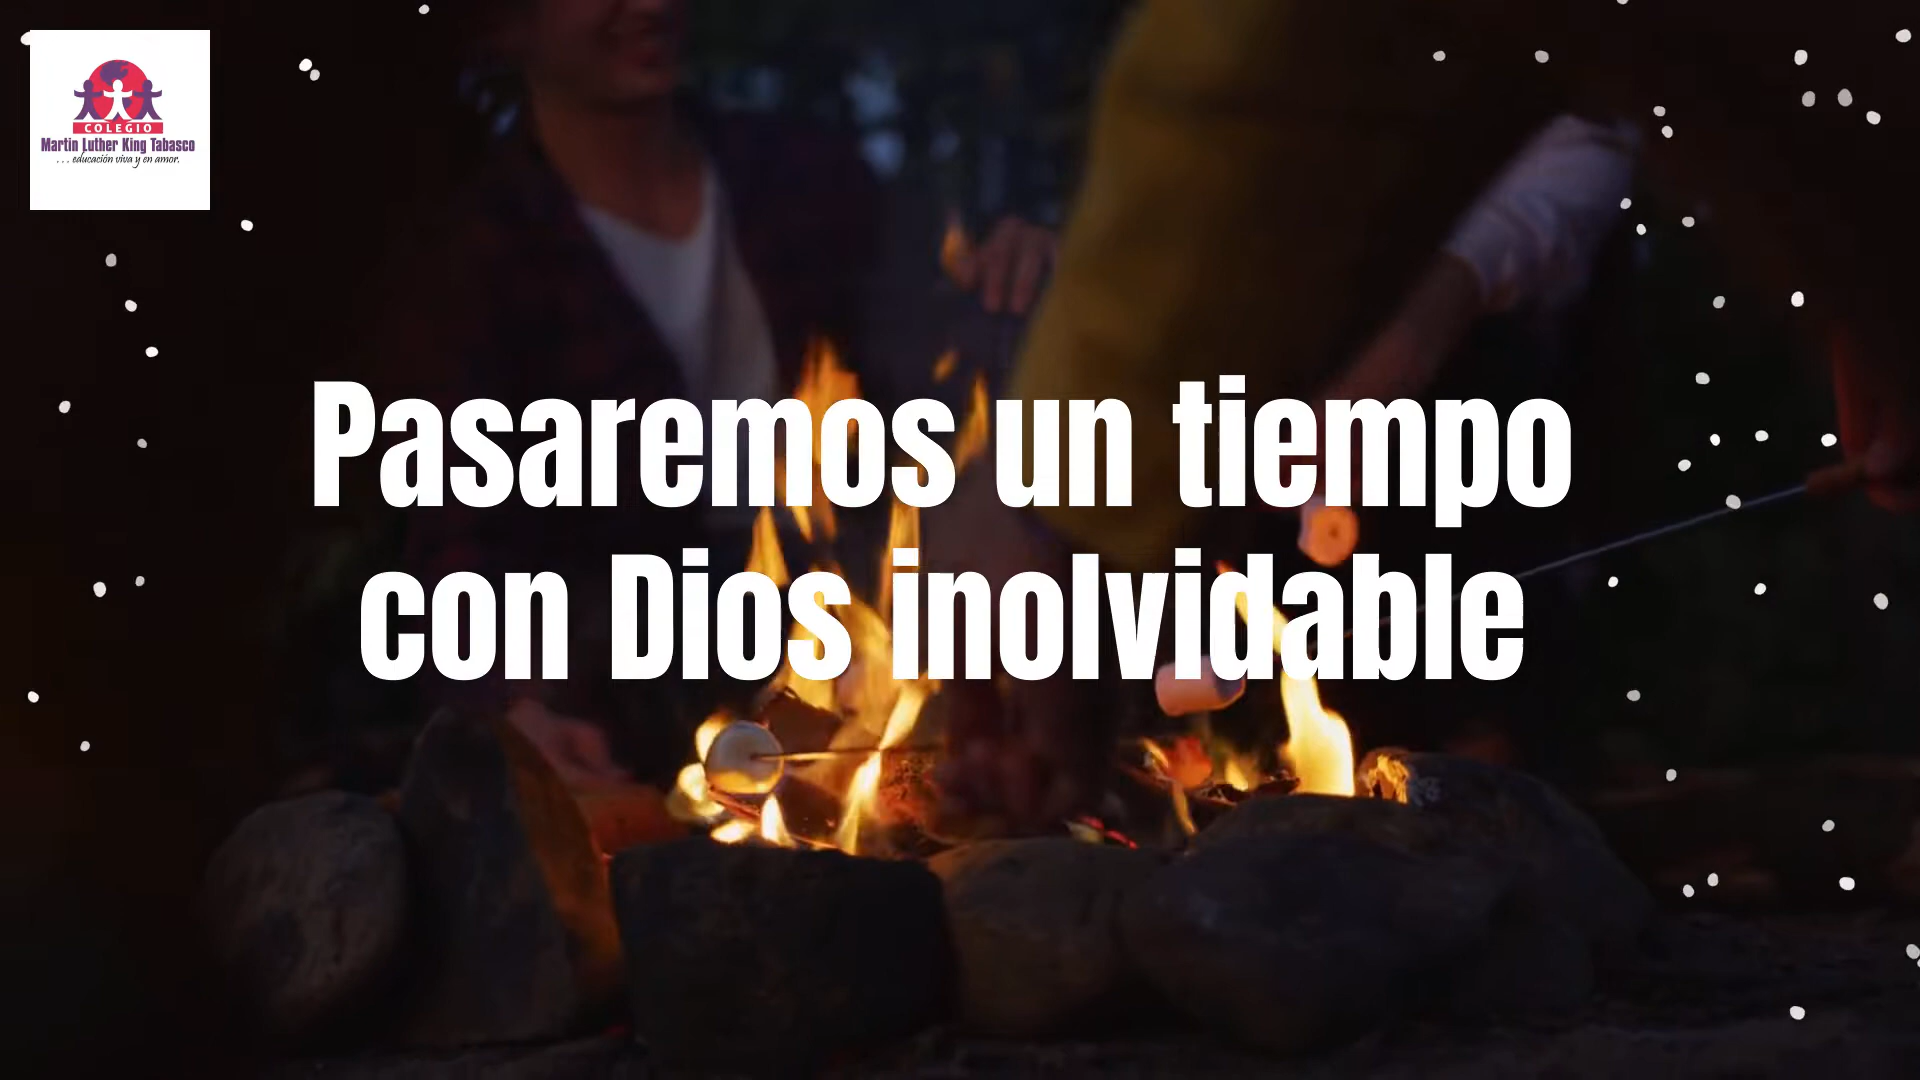 COLEGIO
Martin Luther King Tabasco
. . . educación viva y en amor.
Pasaremos un tiempo
con Dios inolvidable